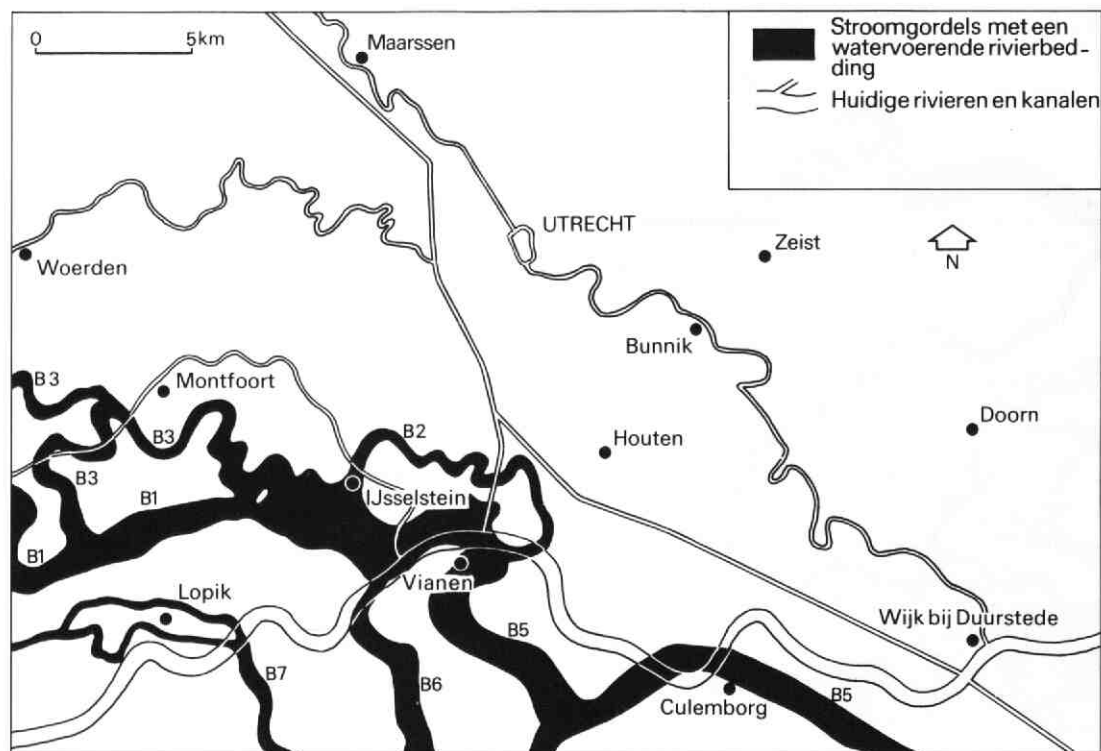 0 5km
Maarssen
Stroomgordels met een
watervoerende rivierbed-
ding
Huidige rivieren en kanalen
UTRECHT
Zeist
N
Woerden
Bunnik
B3
Montfoort
B3
B2
Houten
Doorn
B3
B1
IJsselstein
B1
Vianen
Lopik
Wijk bij Duurstede
B5
B7
B6
Culemborg
B5